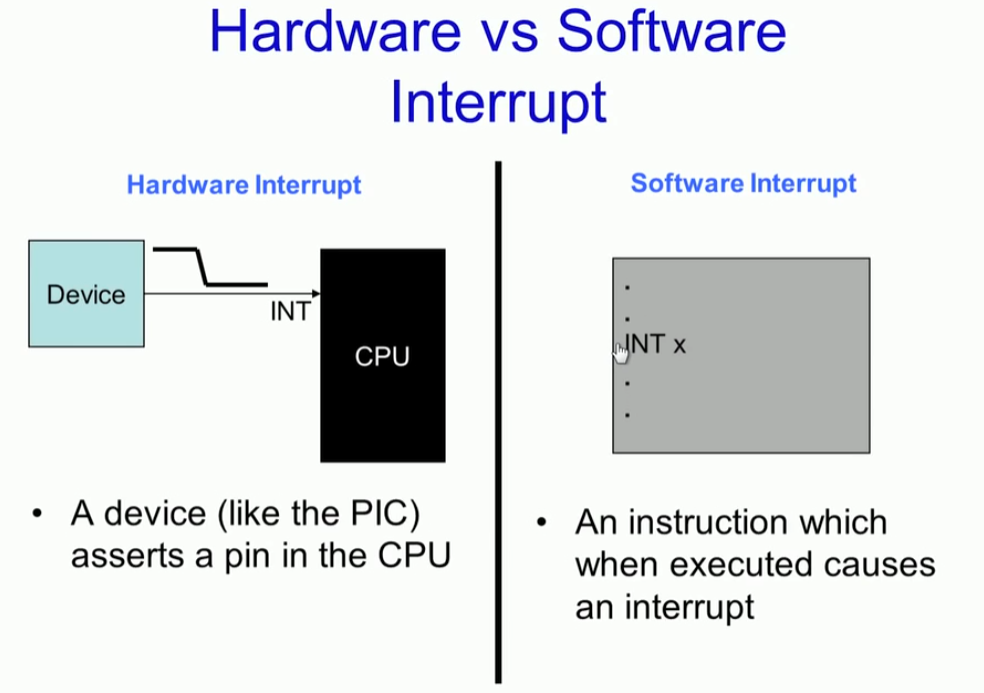 Hardware vs Software
Interrupt
Hardware Interrupt
Device
INT
CPU
• A device (like the PIC)
asserts a pin in the CPU
Software Interrupt
.
.
INT x
.
.
• An instruction which
when executed causes
an interrupt